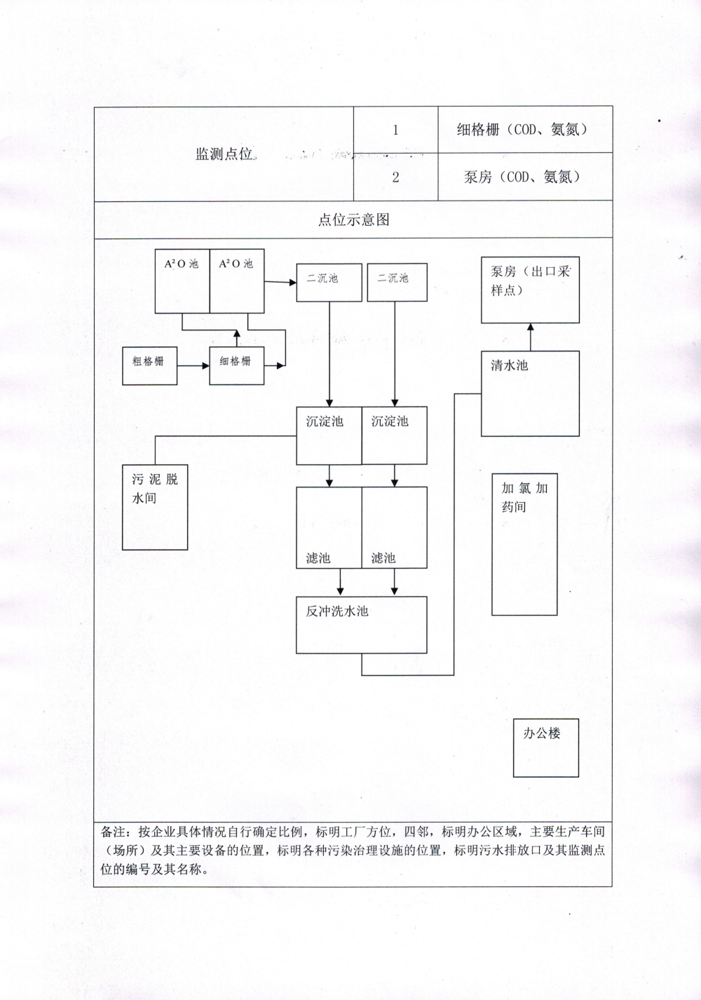 监测点位
1
细格栅（COD、氨氮）
2
泵房（COD、氨氮）
点位示意图
A²O 池
A²O 池
二沉池
二沉池
泵房（出口采
样点）
粗格栅
细格栅
清水池
沉淀池
沉淀池
污泥脱
水间
加氯加
药间
滤池
滤池
反冲洗水池
办公楼
备注：按企业具体情况自行确定比例，标明工厂方位，四邻，标明办公区域，主要生产车间
（场所）及其主要设备的位置，标明各种污染治理设施的位置，标明污水排放口及其监测点
位的编号及其名称。